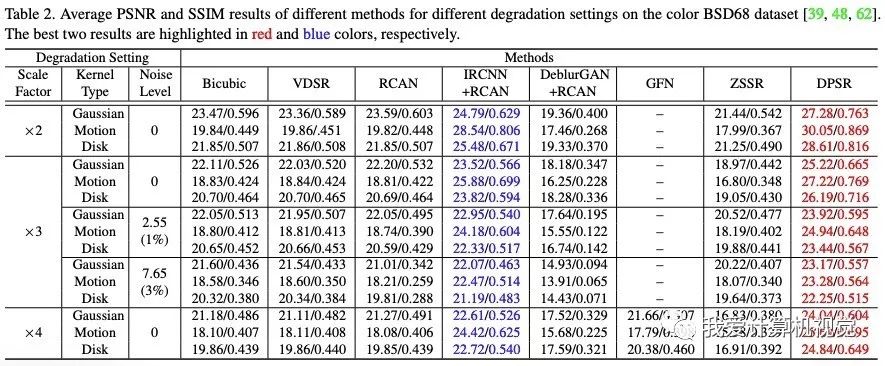 Table 2. Average PSNR and SSIM results of different methods for different degradation settings on the color BSD68 dataset [39, 48, 62].
The best two results are highlighted in red and blue colors, respectively.
Degradation Setting Methods
Scale Factor Kernel Type Noise Level Bicubic VDSR RCAN IRCNN +RCAN DeblurGAN +RCAN GFN ZSSR DPSR
Gaussian 23.47/0.596 23.36/0.589 23.59/0.603 24.79/0.629 19.36/0.400 – 21.44/0.542 27.28/0.763
×2 Motion 0 19.84/0.449 19.86/.451 19.82/0.448 28.54/0.806 17.46/0.268 – 17.99/0.367 30.05/0.869
Disk 21.85/0.507 21.86/0.508 21.85/0.507 25.48/0.671 19.33/0.370 – 21.25/0.490 28.61/0.816
Gaussian 22.11/0.526 22.03/0.520 22.20/0.532 23.52/0.566 18.18/0.347 – 18.97/0.442 25.22/0.665
Motion 0 18.83/0.424 18.84/0.424 18.81/0.422 25.88/0.699 16.25/0.228 – 16.80/0.348 27.22/0.769
Disk 20.70/0.464 20.70/0.465 20.69/0.464 23.82/0.594 18.28/0.336 – 19.05/0.430 26.19/0.716
Gaussian 22.05/0.513 21.95/0.507 22.05/0.495 22.95/0.540 17.64/0.195 – 20.52/0.477 23.92/0.595
×3 Motion 2.55 (1%) 18.80/0.412 18.81/0.413 18.74/0.390 24.18/0.604 15.55/0.122 – 18.19/0.402 24.94/0.648
Disk 20.65/0.452 20.66/0.453 20.59/0.429 22.33/0.517 16.74/0.142 – 19.88/0.441 23.44/0.567
Gaussian 21.60/0.436 21.54/0.433 21.01/0.342 22.07/0.463 14.93/0.094 – 20.22/0.407 23.17/0.557
Motion 7.65 (3%) 18.58/0.346 18.60/0.350 18.21/0.259 22.47/0.514 13.91/0.065 – 18.07/0.340 23.28/0.564
Disk 20.32/0.380 20.34/0.384 19.81/0.288 21.19/0.483 14.43/0.071 – 19.64/0.373 22.25/0.515
Gaussian 21.18/0.486 21.11/0.482 21.27/0.491 22.61/0.526 17.52/0.329 16.83/0.380
×4 Motion 0 18.10/0.407 18.11/0.408 18.08/0.406 24.42/0.625 15.68/0.225
Disk 19.86/0.439 19.86/0.440 19.85/0.439 22.72/0.540 17.59/0.321 20.38/0.460 16.91/0.392 24.84/0.649
我爱计算机视觉